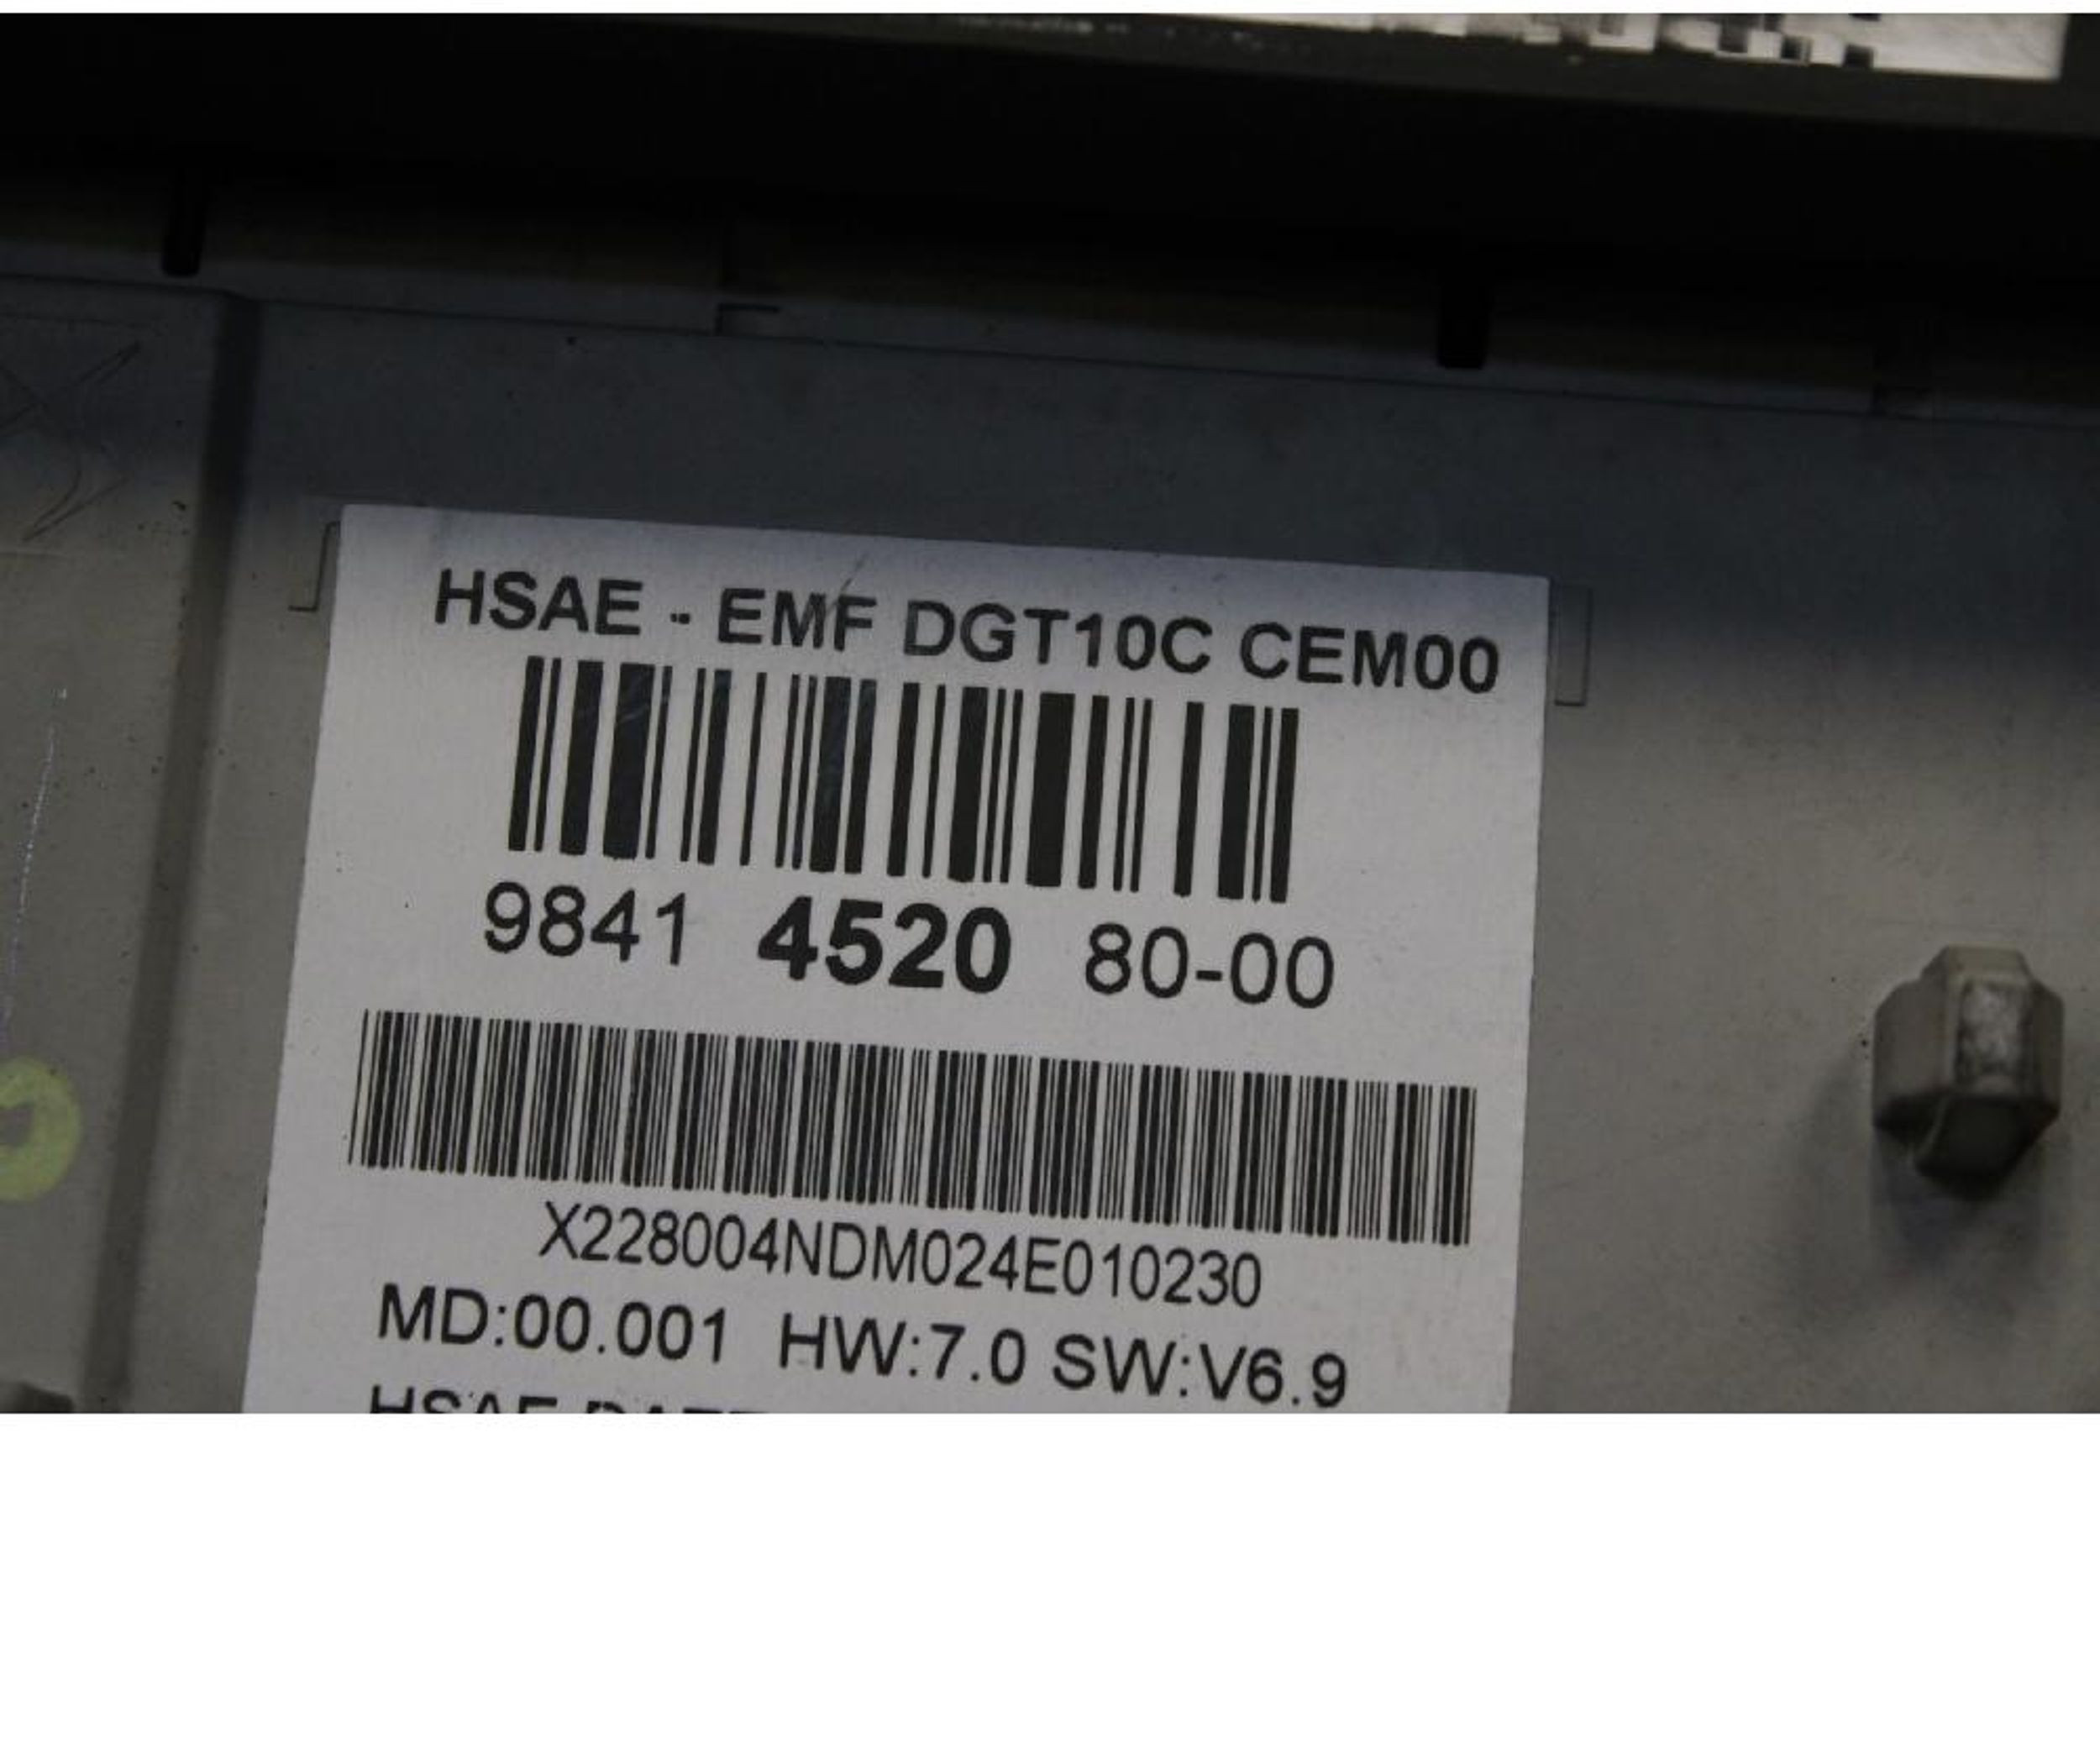 HSAE - EMF DGT10C CEM00
9841 4520 80-00
X228004NDM024E010230
MD:00.001 HW:7.0 SW:V6.9